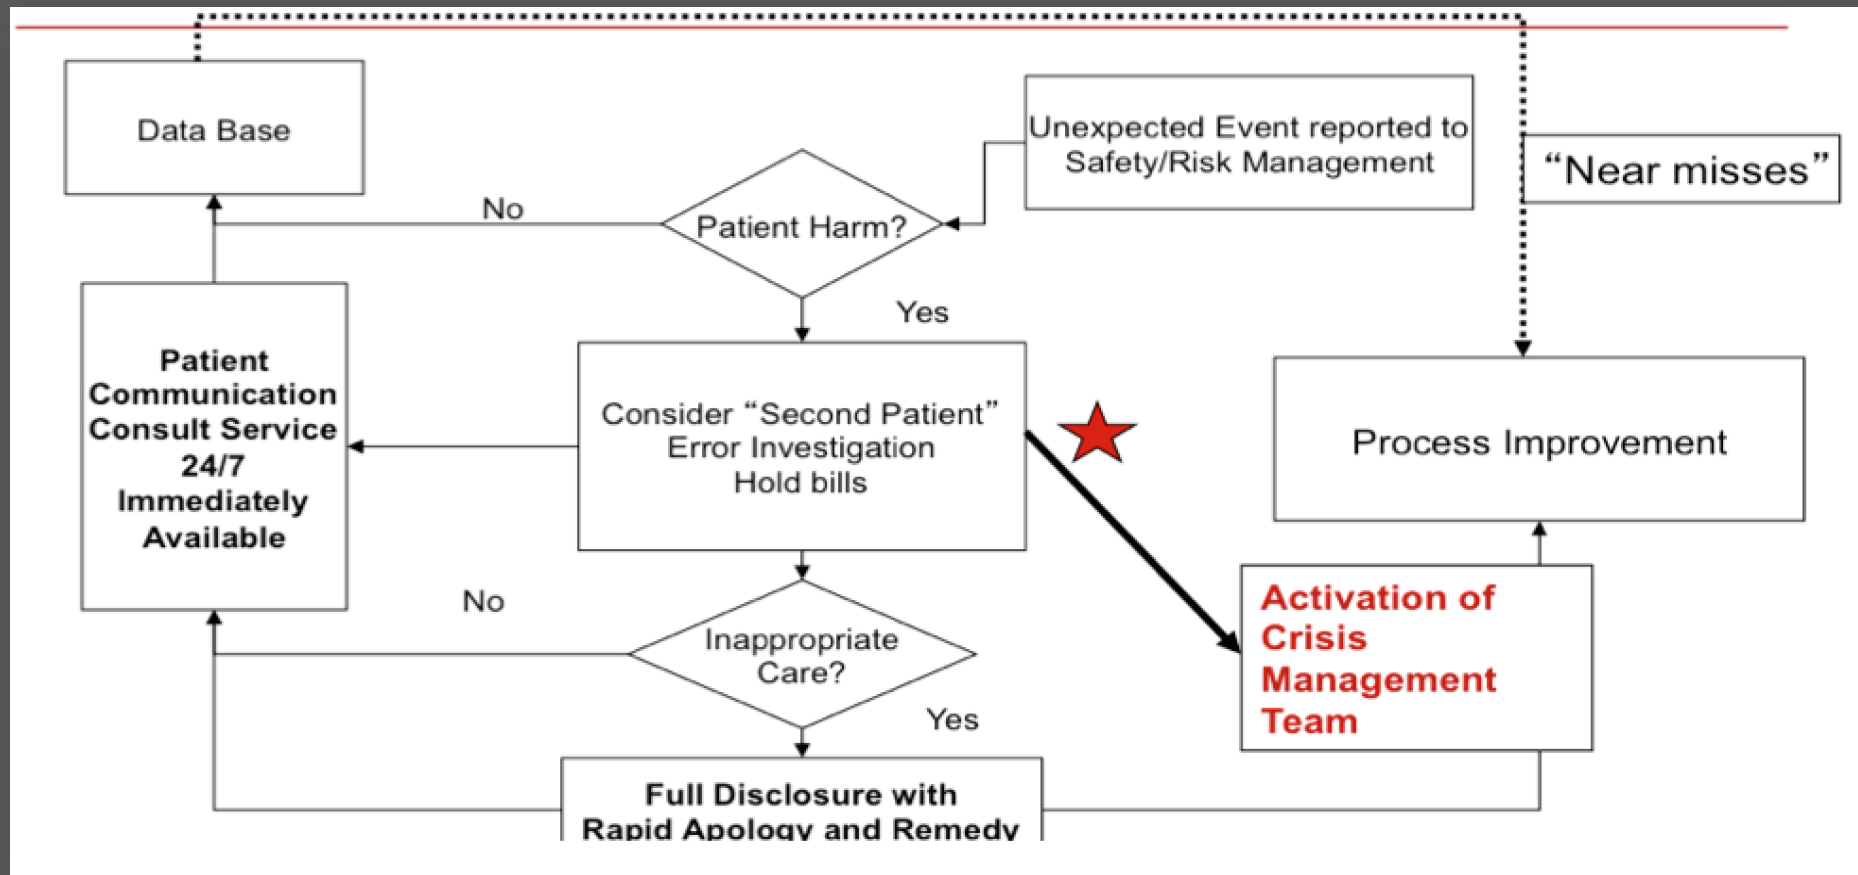 Data Base
Unexpected Event reported to
Safety/Risk Management
“Near misses”
No
Patient Harm?
Yes
Patient
Communication
Consult Service
24/7
Immediately
Available
Consider “Second Patient”
Error Investigation
Hold bills
Process Improvement
No
Inappropriate
Care?
Yes
Activation of
Crisis
Management
Team
Full Disclosure with
Rapid Apology and Remedy